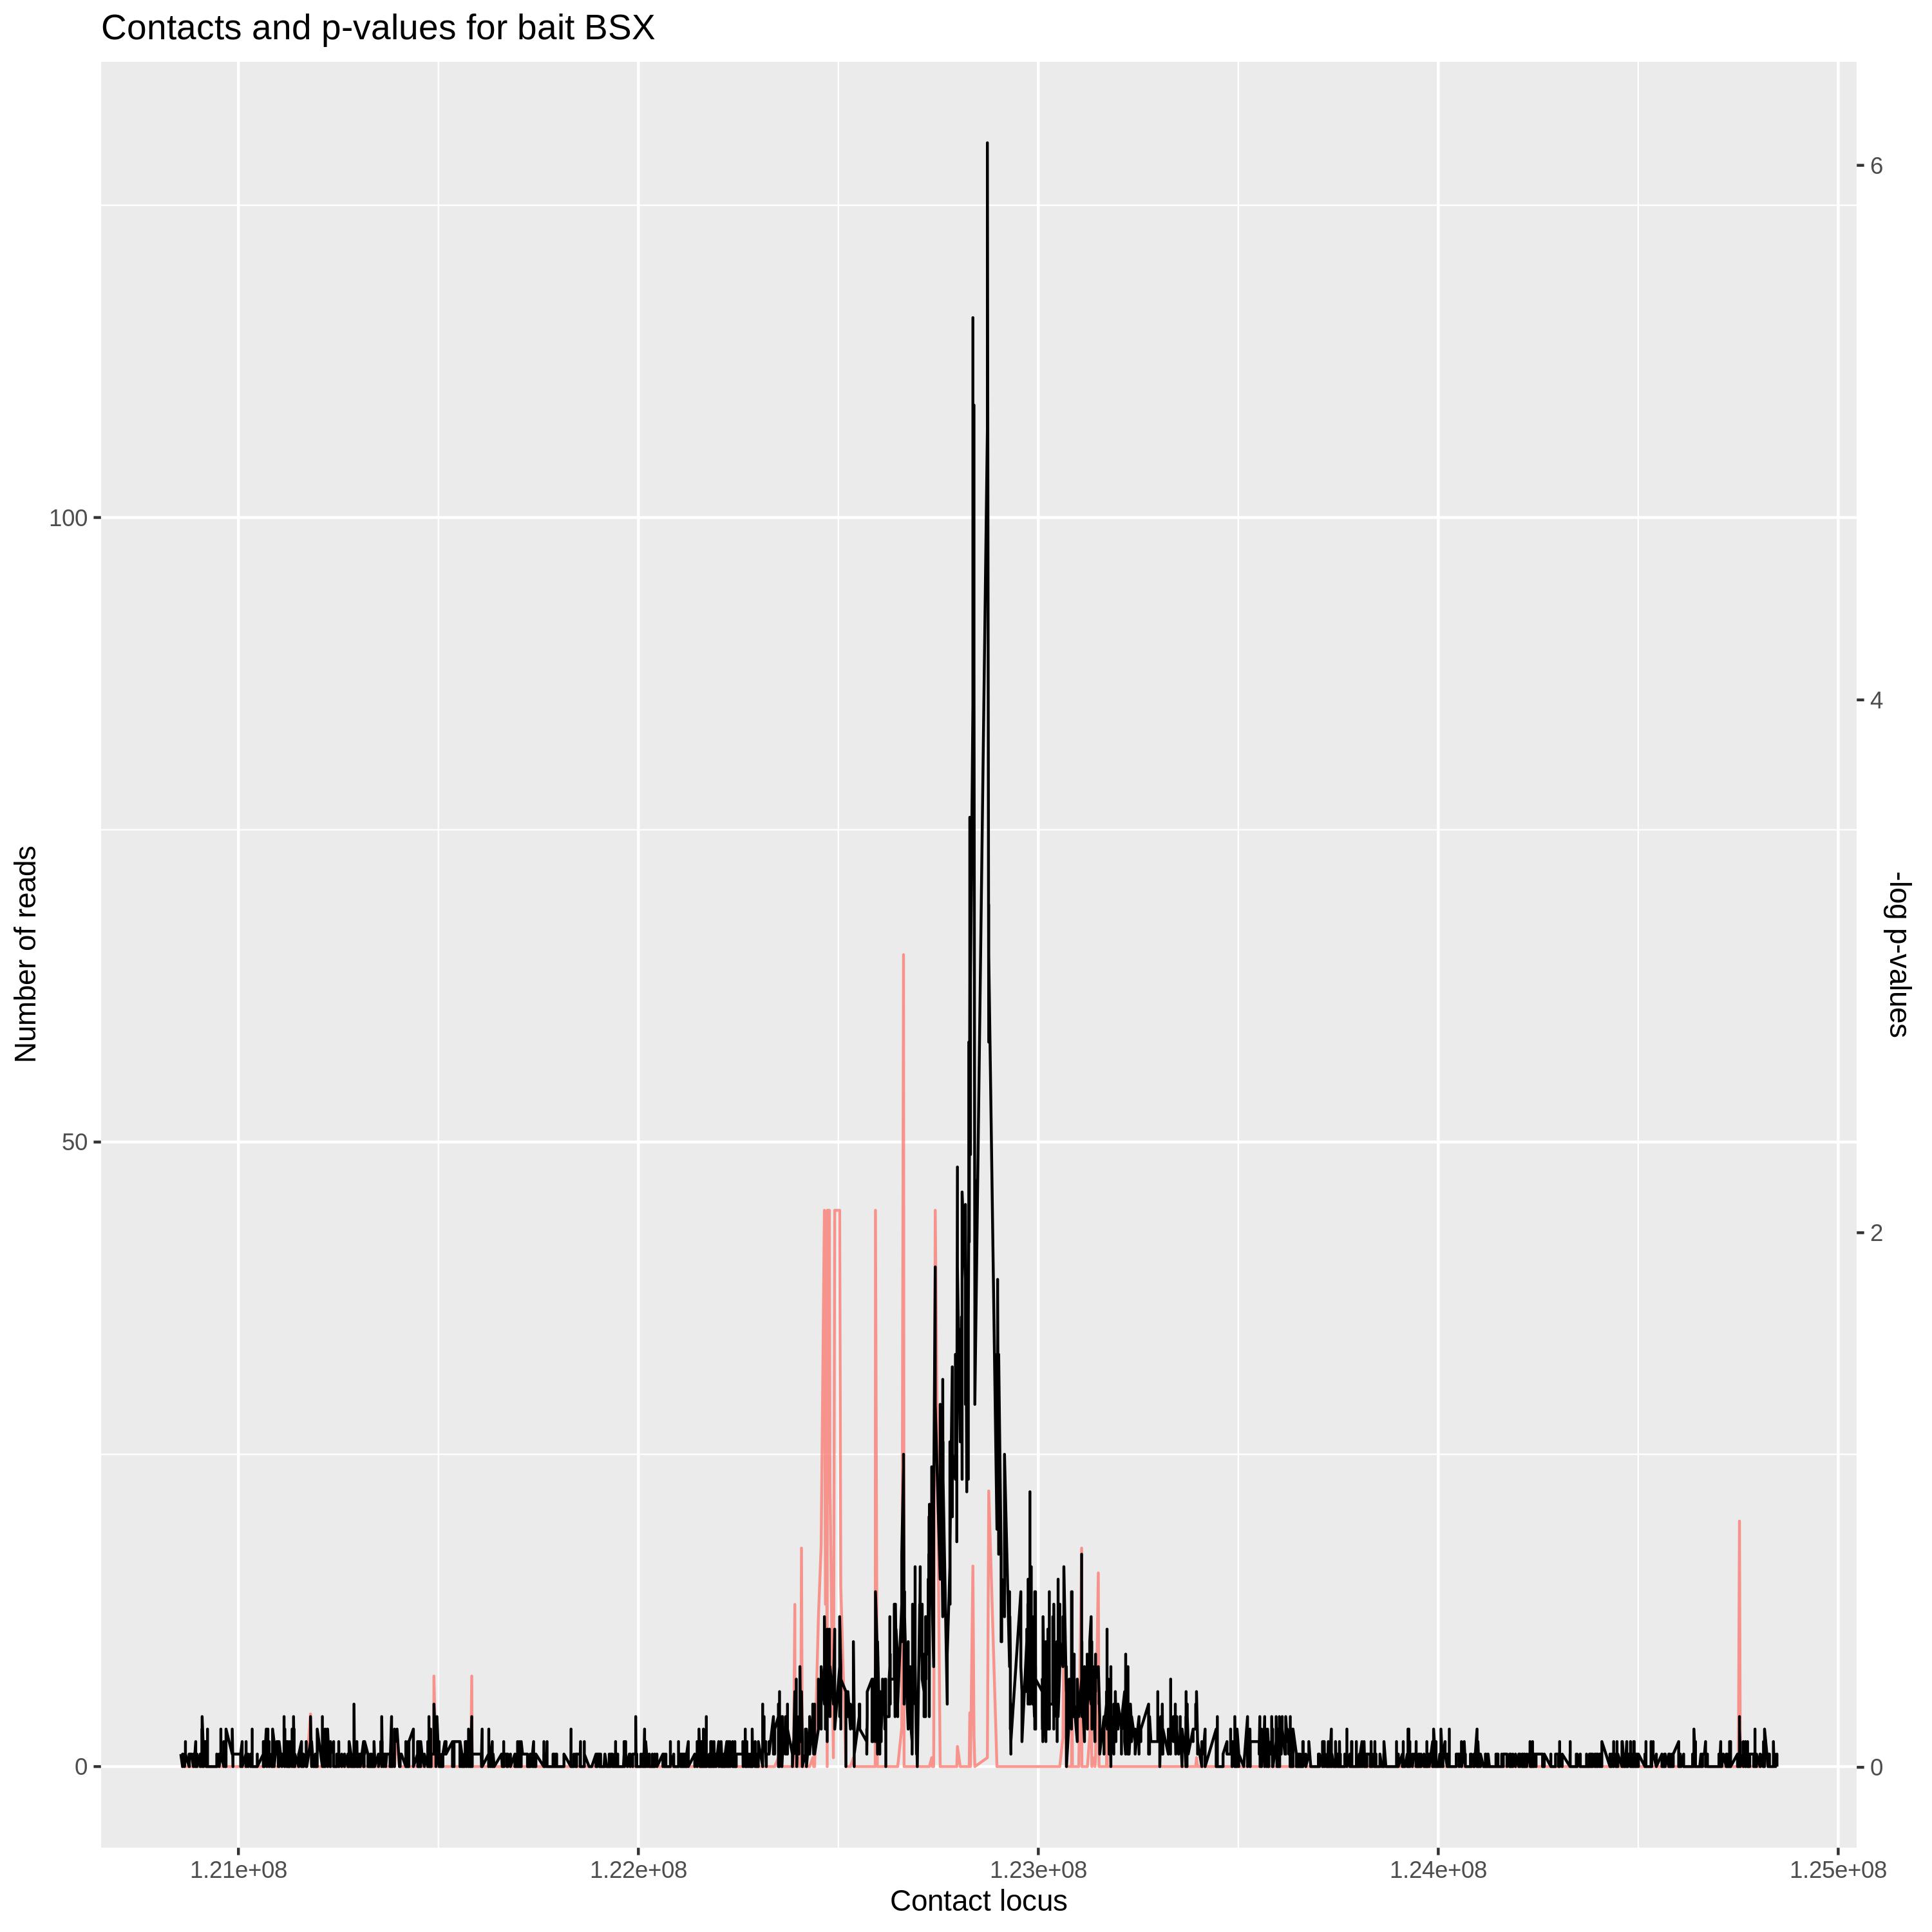 Contacts and p-values for bait BSX
6
100
4
Number of reads
-log p-values
50
2
0
0
1.21e+08
1.22e+08
1.23e+08
1.24e+08
1.25e+08
Contact locus